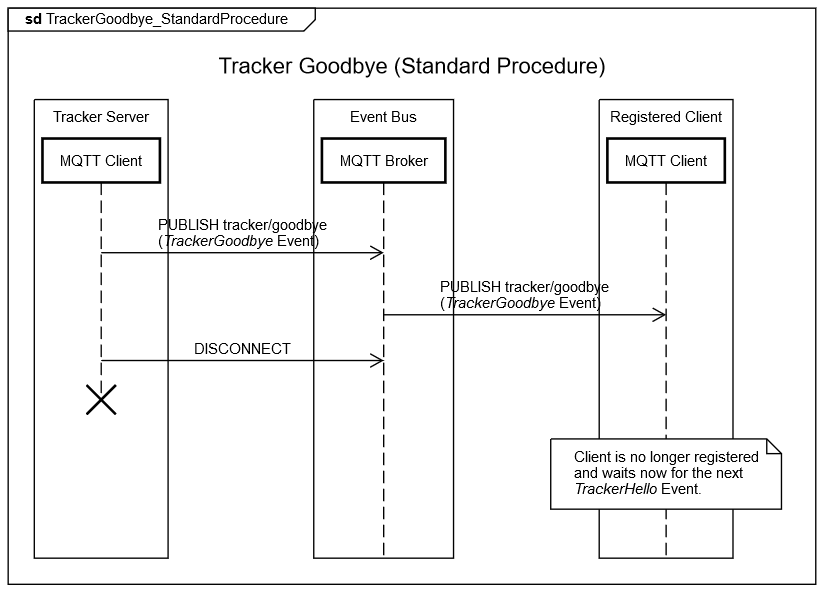 sd TrackerGoodbye_StandardProcedure
Tracker Goodbye (Standard Procedure)
Tracker Server
Event Bus
Registered Client
MQTT Client
MQTT Broker
MQTT Client
PUBLISH tracker/goodbye
(TrackerGoodbye Event)
PUBLISH tracker/goodbye
(TrackerGoodbye Event)
DISCONNECT
Client is no longer registered
and waits now for the next
TrackerHello Event.